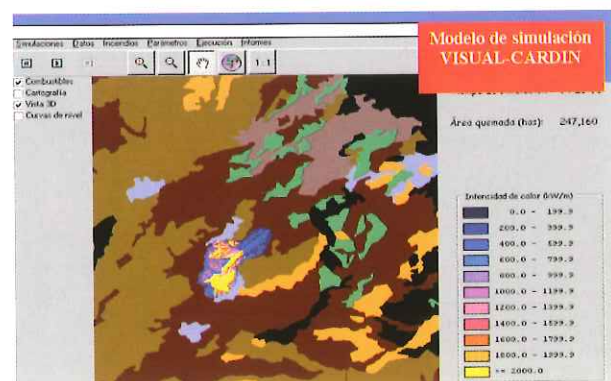 Modelo de simulación
VISUAL-CARDIN
Simulaciones Datos Incendios Parámetros Ejecución Informes
1:1
Combustibles
Cartografía
Vista 3D
Curvas de nivel
Área quemada (has): 247,160
Intensidad de color (kW/m)
0.0 - 199.9
200.0 - 399.9
400.0 - 599.9
600.0 - 799.9
800.0 - 999.9
1000.0 - 1199.9
1200.0 - 1399.9
1400.0 - 1599.9
1600.0 - 1799.9
1800.0 - 1999.9
>= 2000.0